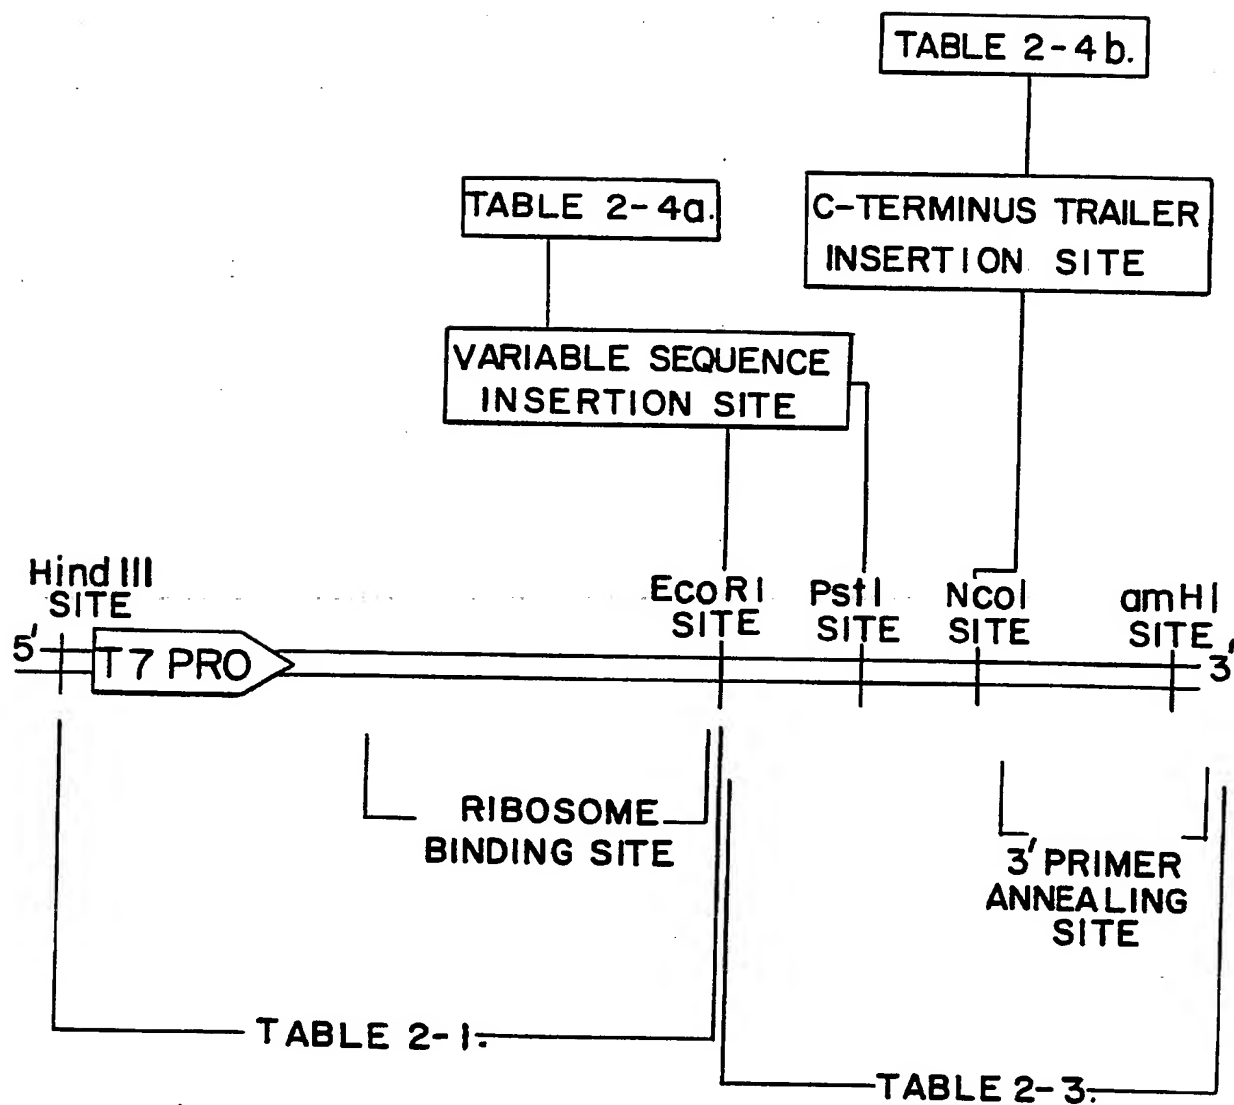 TABLE 2-4b.
TABLE 2-4a.
C-TERMINUS TRAILER
INSERTION SITE
VARIABLE SEQUENCE
INSERTION SITE
Hind III
SITE
EcoRI
SITE
PstI
SITE
NcoI
SITE
amHI
SITE
5'
T7 PRO
3'
RIBOSOME
BINDING SITE
3' PRIMER
ANNEALING
SITE
TABLE 2-1.
TABLE 2-3.